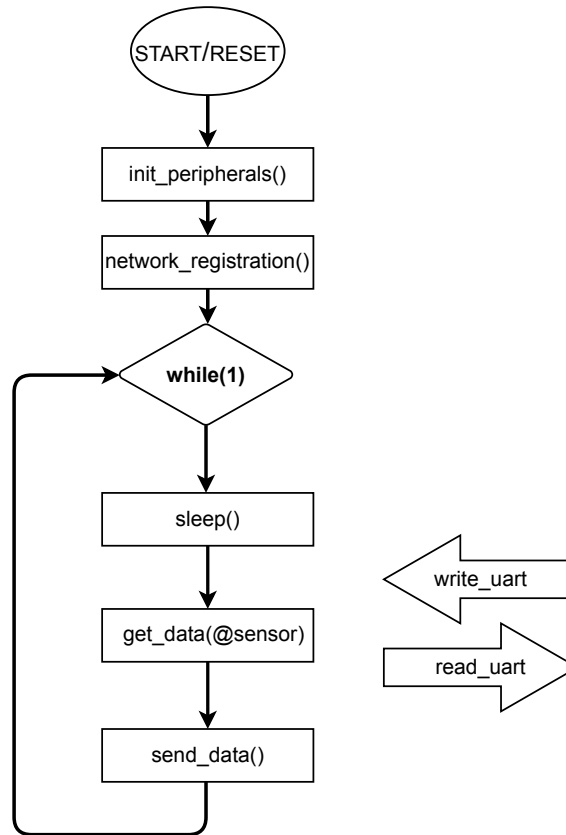 START/RESET
init_peripherals()
network_registration()
while(1)
sleep()
write_uart
get_data(@sensor)
read_uart
send_data()